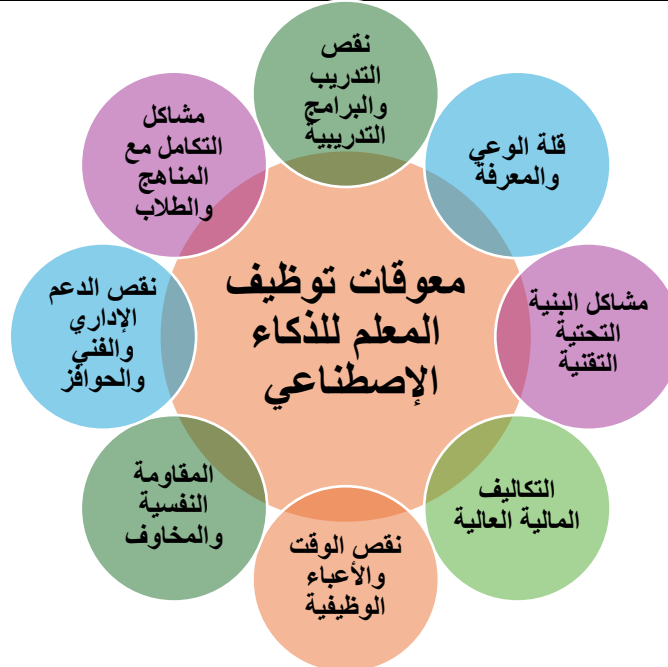 معوقات توظيف
المعلم للذكاء
الإصطناعي
نقص
التدريب
والبرامج
التدريبية
قلة الوعي
والمعرفة
مشاكل البنية
التحتية
التقنية
التكاليف
المالية العالية
نقص الوقت
والأعباء
الوظيفية
المقاومة
النفسية
والمخاوف
نقص الدعم
الإداري
والفني
والحوافز
مشاكل
التكامل مع
المناهج
والطلاب